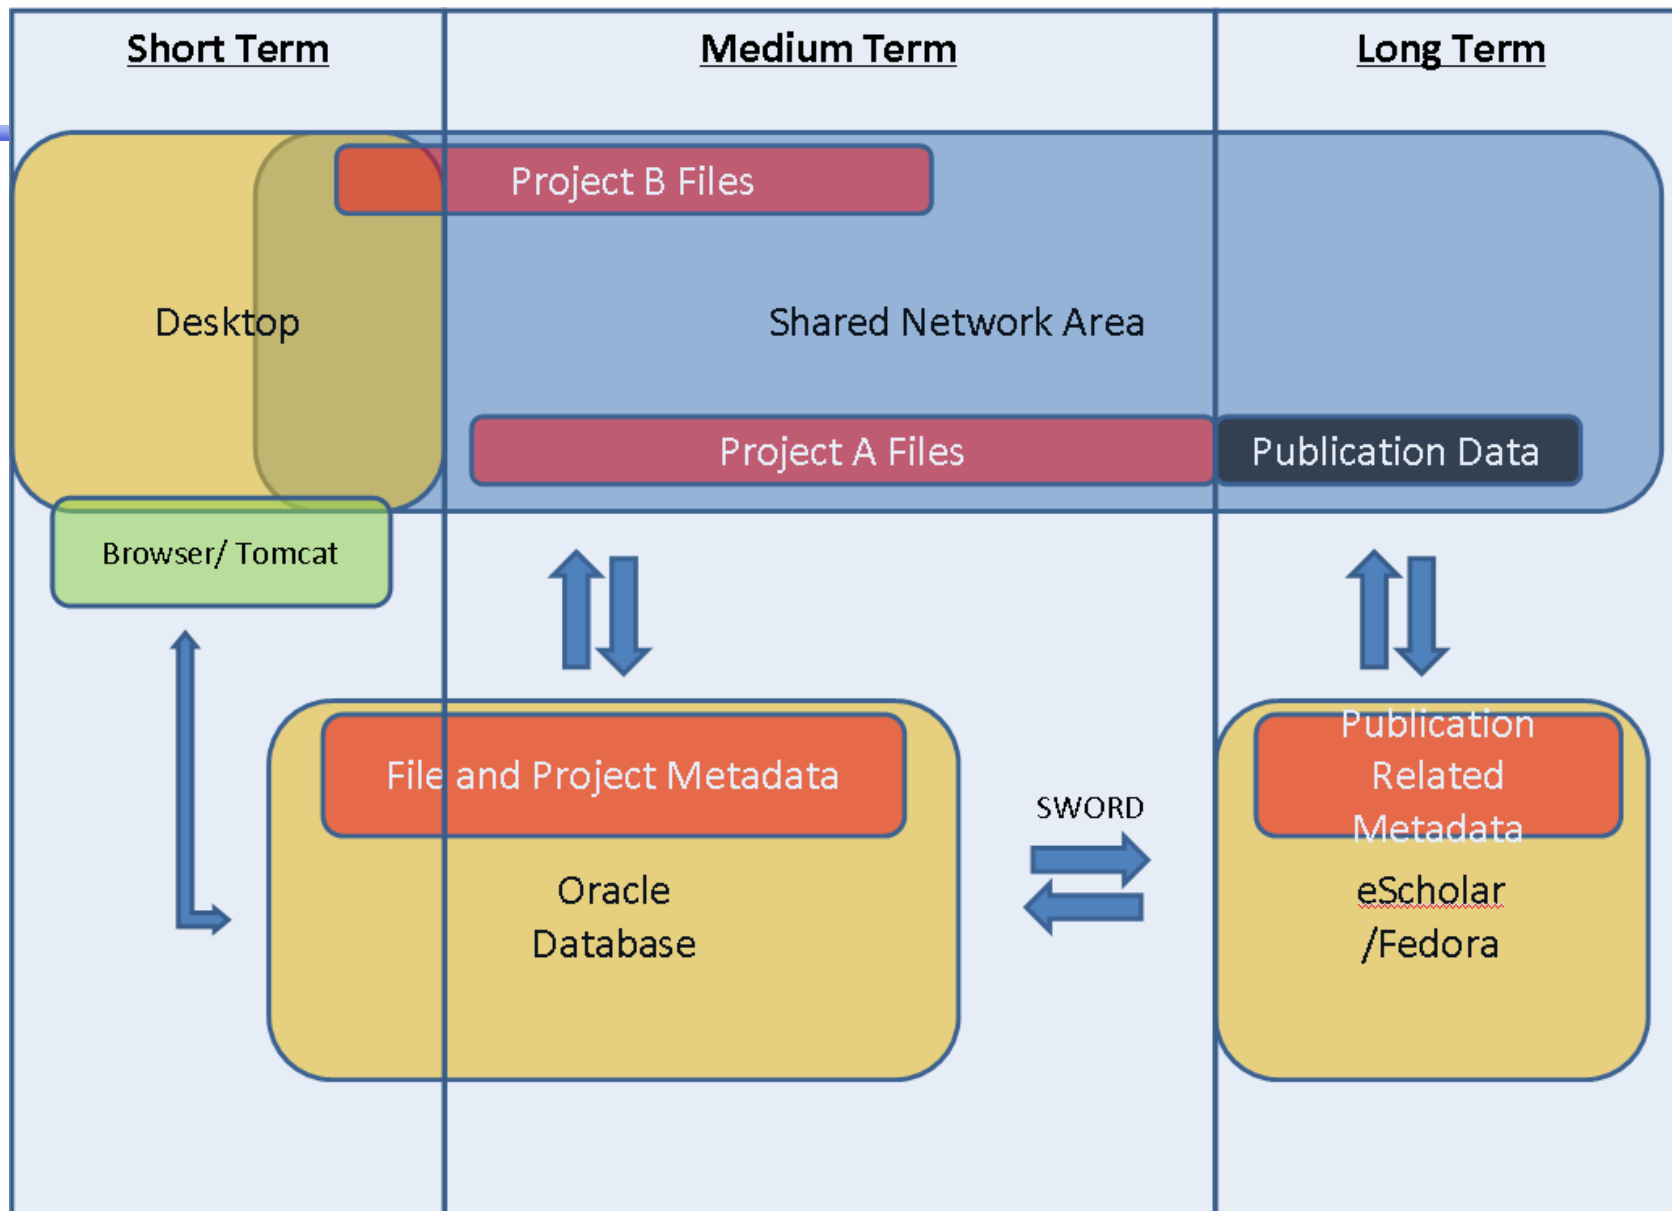 Short Term
Medium Term
Long Term
Project B Files
Desktop
Shared Network Area
Project A Files
Publication Data
Browser/ Tomcat
File and Project Metadata
Publication
Related
Metadata
SWORD
Oracle
Database
eScholar
/Fedora